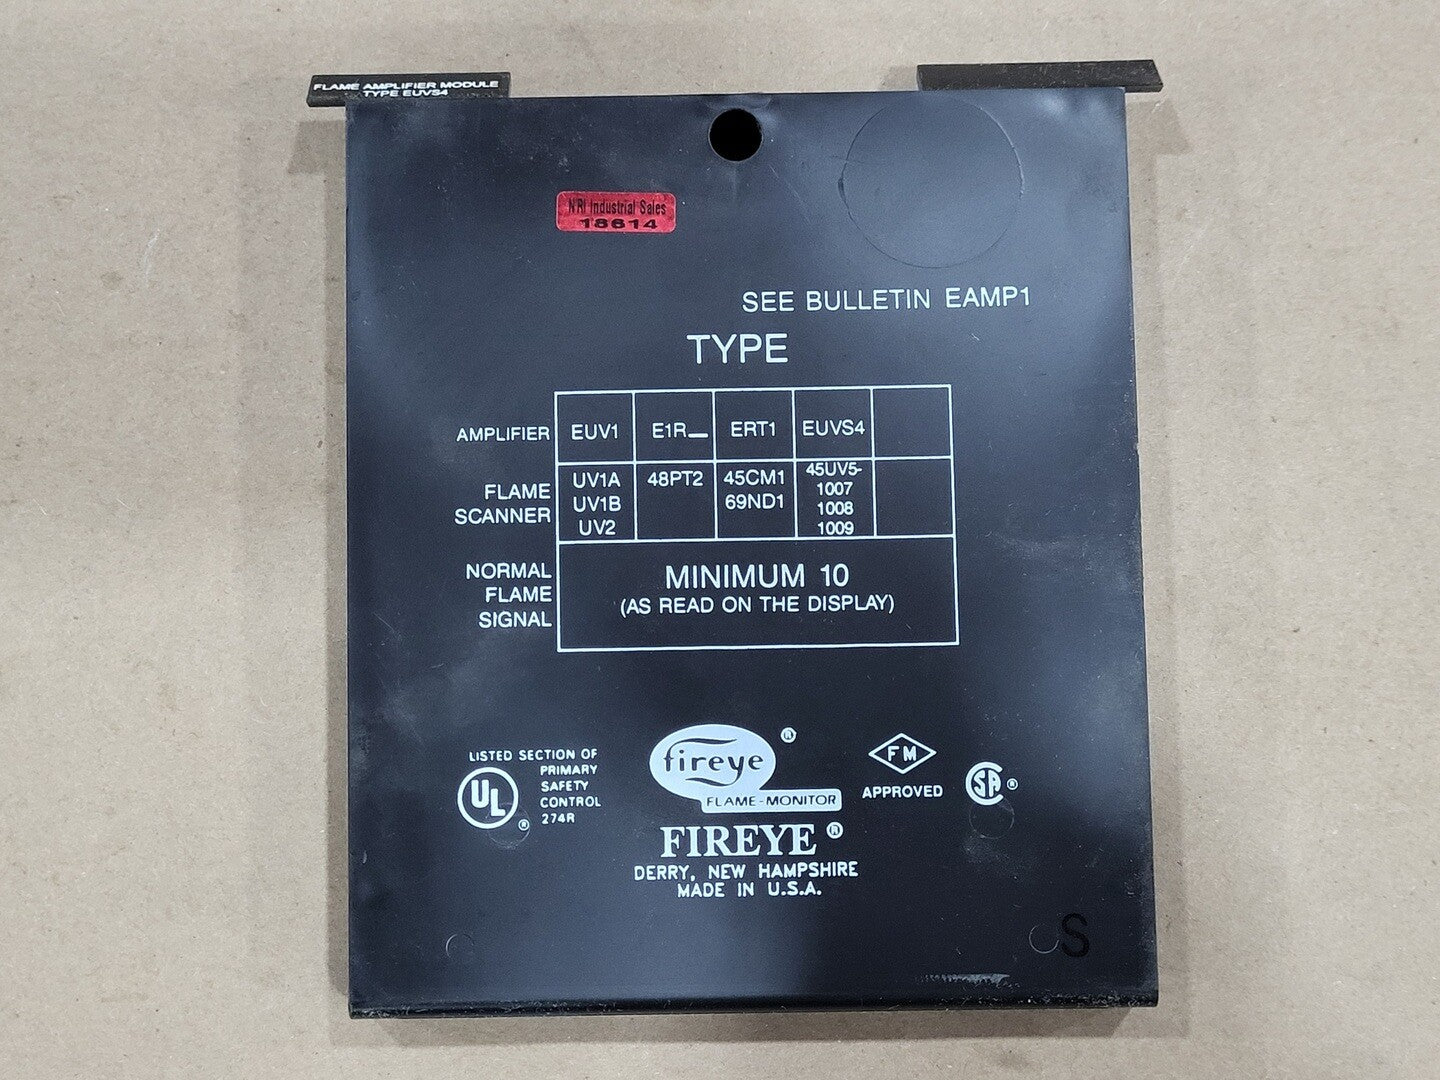 FLAME AMPLIFIER MODULE
TYPE EUVS4
NRI Industrial Sales
18614
SEE BULLETIN EAMP1
TYPE
AMPLIFIER EUV1 E1R_ ERT1 EUVS4
FLAME SCANNER
UV1A
UV1B
UV2
48PT2
45CM1
69ND1
45UV5-
1007
1008
1009
NORMAL
FLAME
SIGNAL
MINIMUM 10
(AS READ ON THE DISPLAY)
LISTED SECTION OF
PRIMARY
SAFETY
CONTROL
274R
UL ®
fireye ®
FLAME-MONITOR
FIREYE ®
DERRY, NEW HAMPSHIRE
MADE IN U.S.A.
FM
APPROVED
SA ®
S